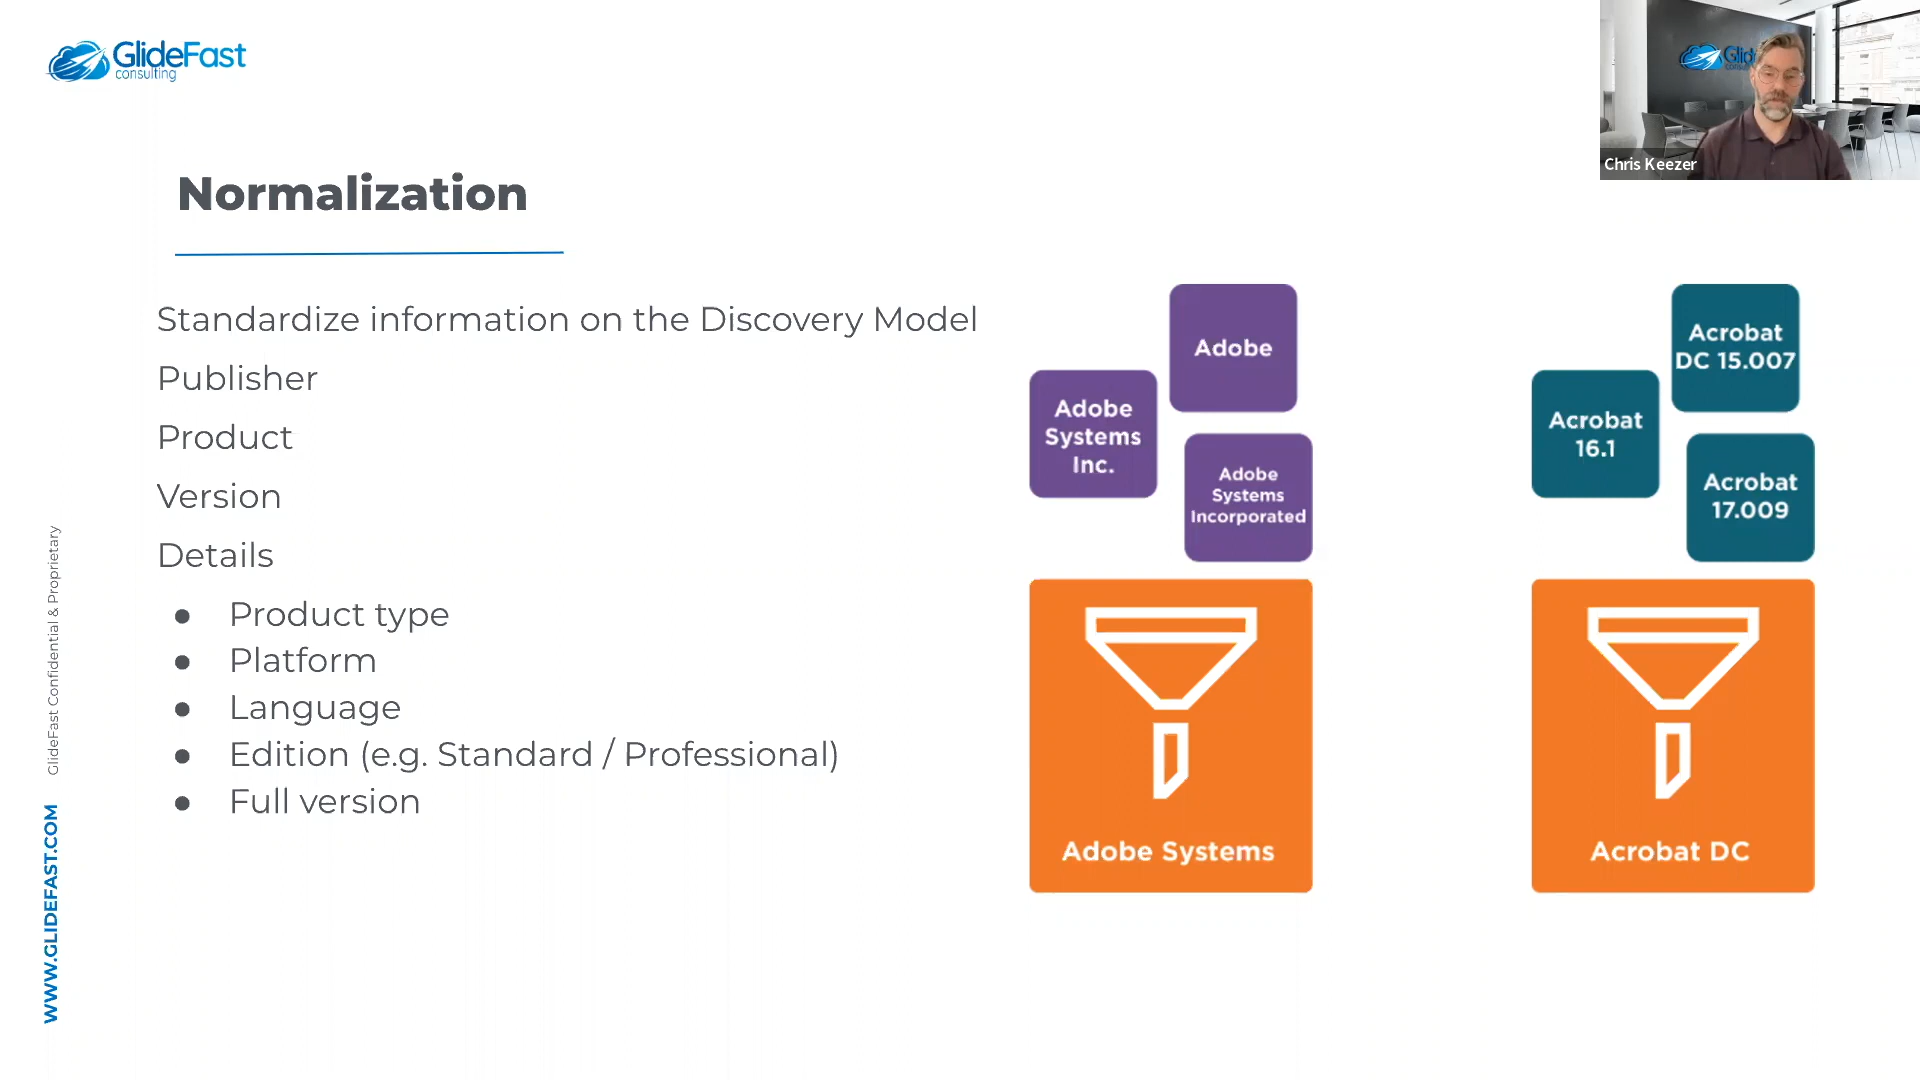 GlideFast
consulting
Glid
Chris Keezer
Normalization
Standardize information on the Discovery Model
Publisher
Product
Version
Details
● Product type
● Platform
● Language
● Edition (e.g. Standard / Professional)
● Full version
Adobe
Adobe
Systems
Inc.
Adobe
Systems
Incorporated
Adobe Systems
Acrobat
DC 15.007
Acrobat
16.1
Acrobat
17.009
Acrobat DC
WWW.GLIDEFAST.COM
GlideFast Confidential & Proprietary